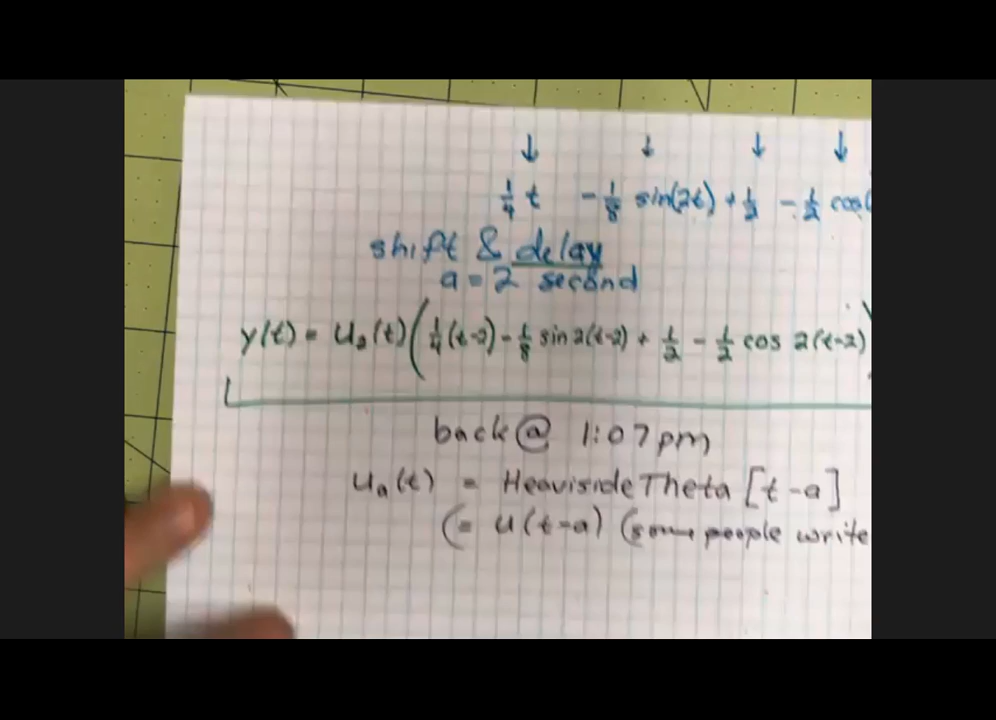 ↓ ↓ ↓ ↓
1/4 t - 1/8 sin(2t) + 1/2 - 1/2 cos(
shift & delay
a = 2 second
y(t) = u₂(t)(1/4(t-2) - 1/8 sin 2(t-2) + 1/2 - 1/2 cos 2(t-2))
back @ 1:07 pm
uₐ(t) = HeavisideTheta [t-a]
(= u(t-a) (some people write